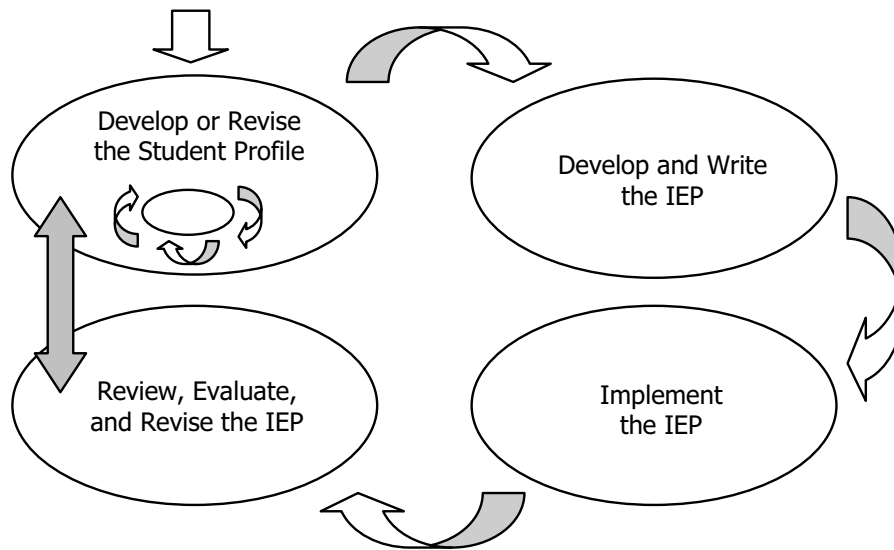 Develop or Revise
the Student Profile
Develop and Write
the IEP
Review, Evaluate,
and Revise the IEP
Implement
the IEP